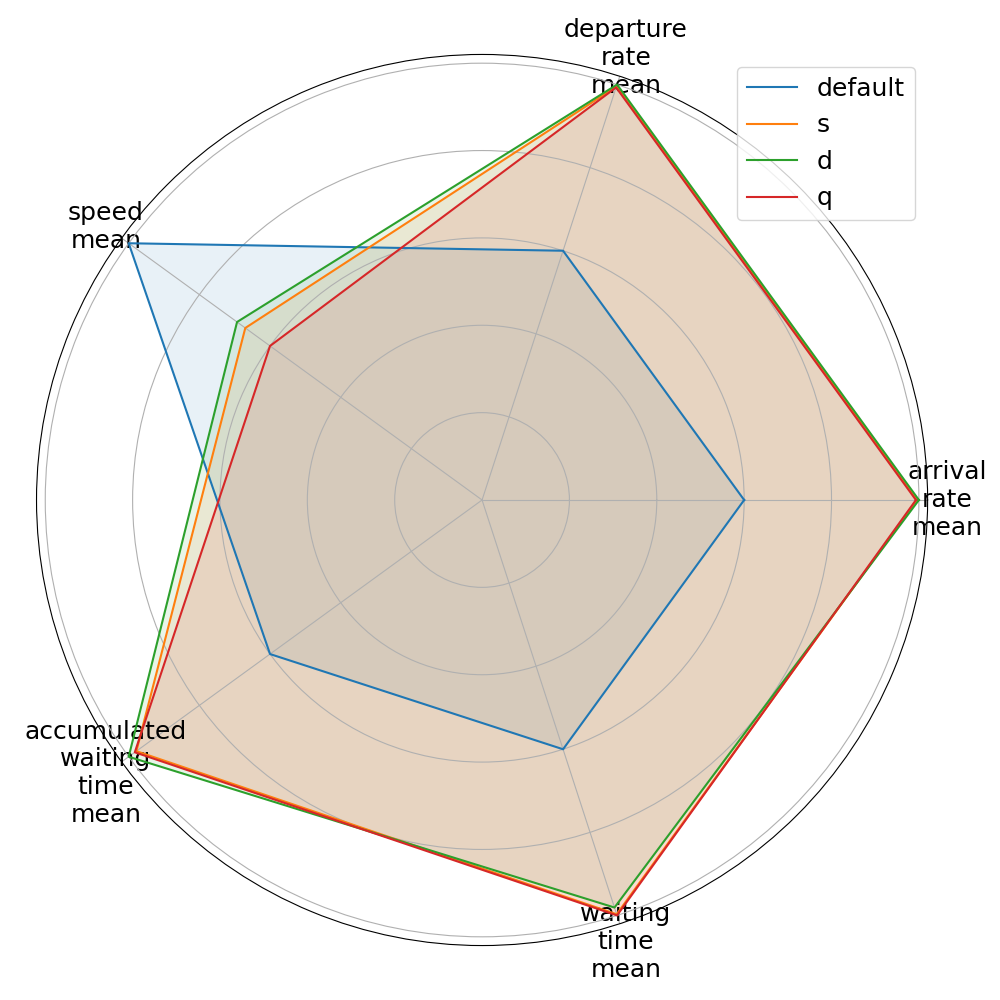 departure
rate
mean
default
s
d
q
speed
mean
arrival
rate
mean
accumulated
waiting
time
mean
waiting
time
mean